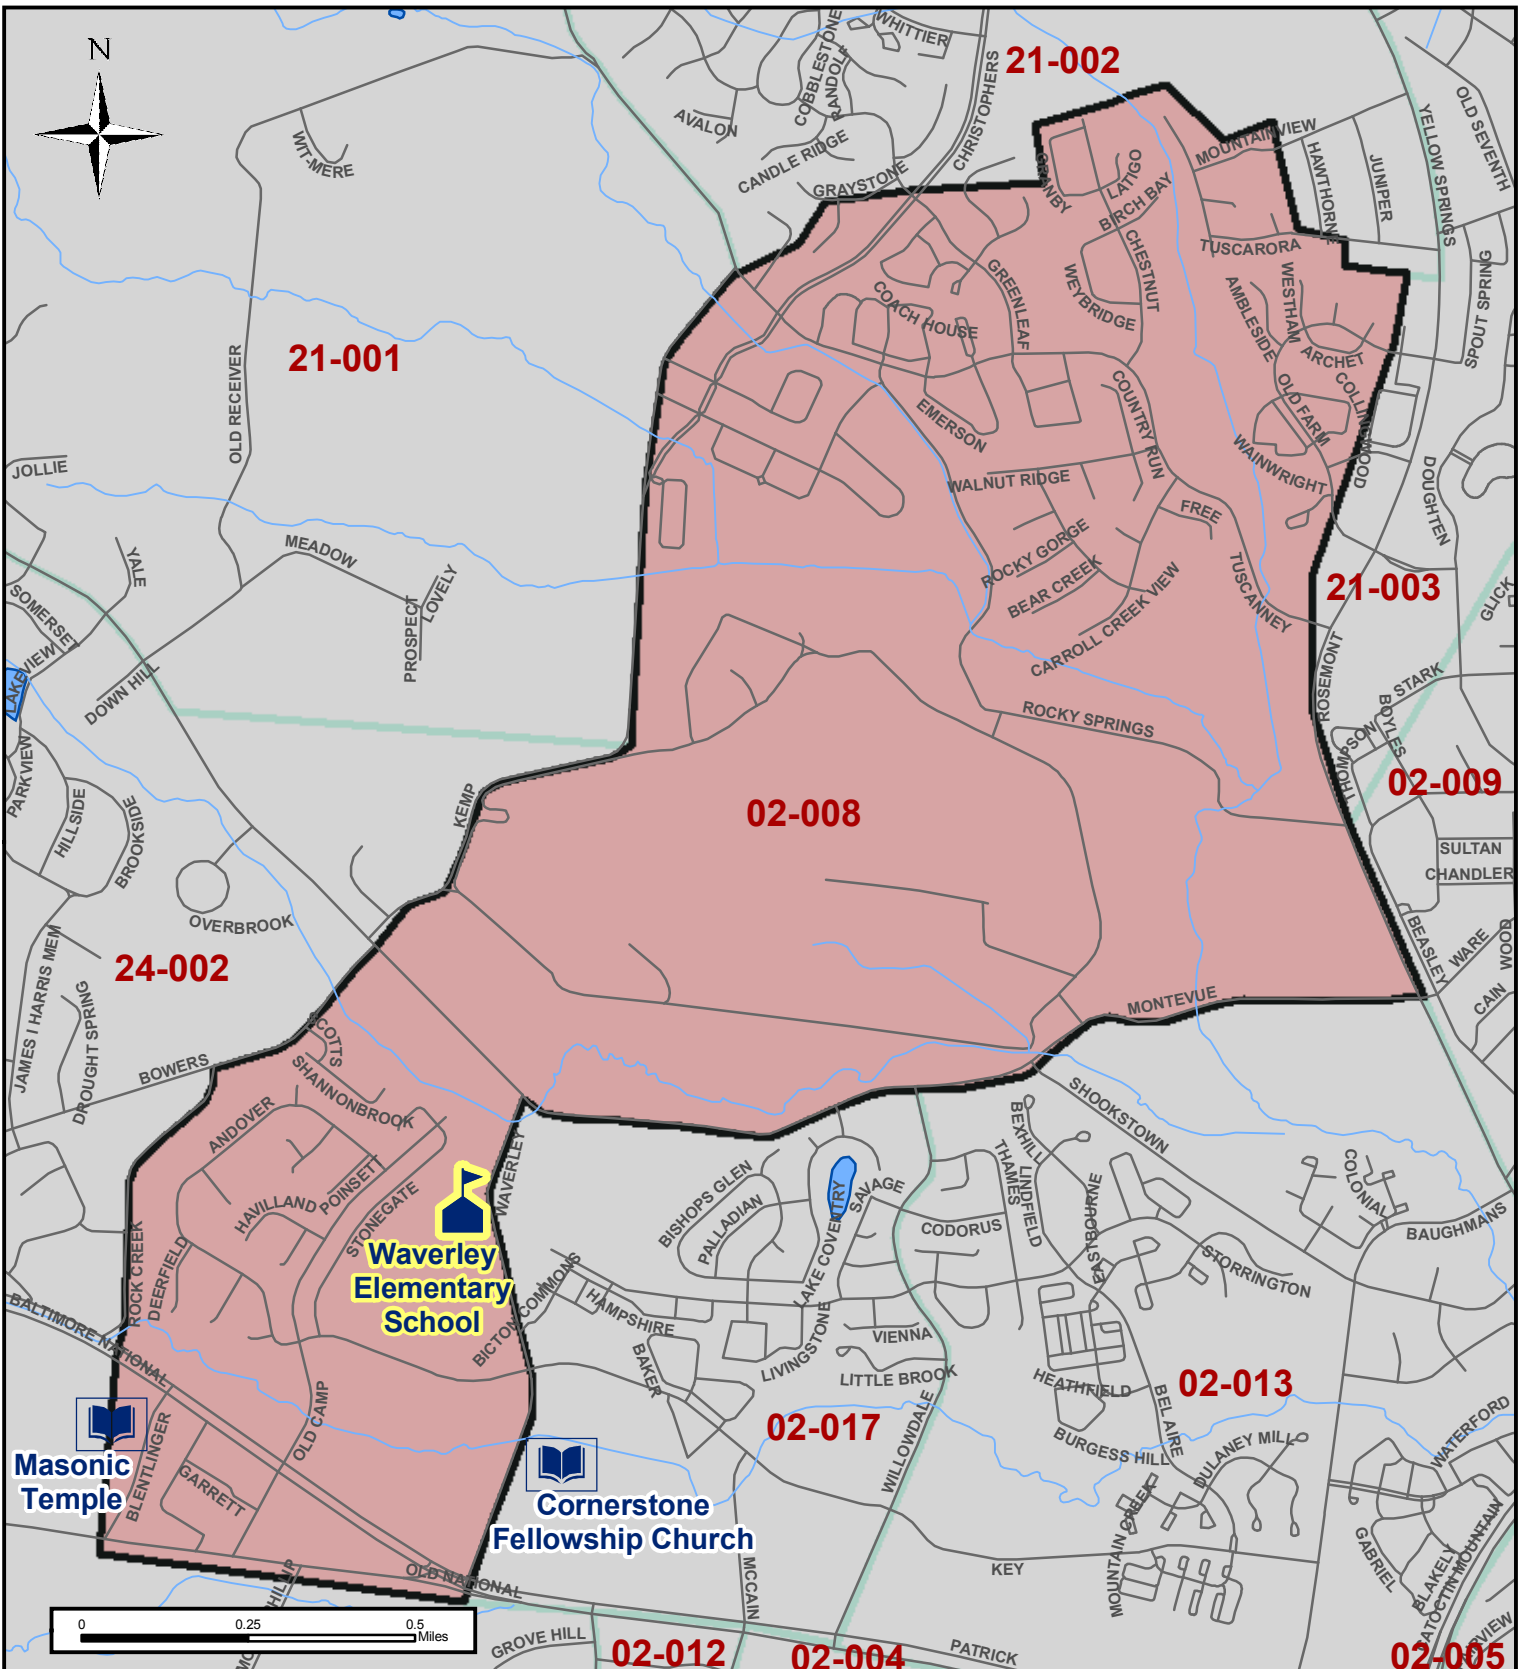 N
WHITTIER
COBBLESTONE
RANDOLF
21-002
CHRISTOPHERS
AVALON
CANDLE RIDGE
GRAYSTONE
WIT-MERE
OLD SEVENTH
YELLOW SPRINGS
MOUNTAINVIEW
HAWTHORNE
JUNIPER
LATIGO
GRANBY
BIRCH BAY
CHESTNUT
TUSCARORA
WEYBRIDGE
GREENLEAF
COACH HOUSE
WESTHAM
AMBLESIDE
SPOUT SPRING
21-001
OLD RECEIVER
ARCHET
COLLINGWOOD
OLD FARM
COUNTRY RUN
EMERSON
WAINWRIGHT
JOLLIE
WALNUT RIDGE
DOUGHTEN
FREE
MEADOW
YALE
ROCKY GORGE
BEAR CREEK
TUSCANNEY
21-003
GLICK
LOVELY
PROSPECT
SOMERSET
LAKEVIEW
CARROLL CREEK VIEW
DOWN HILL
ROSEMONT
STARK
BOYLES
THOMPSON
ROCKY SPRINGS
PARKVIEW
HILLSIDE
BROOKSIDE
KEMP
02-008
02-009
SULTAN
CHANDLER
OVERBROOK
24-002
JAMES I HARRIS MEM
DROUGHT SPRING
BEASLEY
WARE
WOOD
CAIN
MONTEVUE
SCOTTS
BOWERS
SHANNONBROOK
ANDOVER
SHOOKSTOWN
BEXHILL
THAMES
LINDFIELD
WAVERLEY
POINSETT
HAVILLAND
STONEGATE
BISHOPS GLEN
PALLADIAN
SAVAGE
LAKE COVENTRY
CODORUS
EASTBOURNE
COLONIAL
BAUGHMANS
STORRINGTON
ROCK CREEK
DEERFIELD
Waverley
Elementary
School
BICTON
COMMONS
HAMPSHIRE
BALTIMORE NATIONAL
LIVINGSTONE
VIENNA
LITTLE BROOK
BAKER
HEATHFIELD
02-013
BELAIRE
OLD CAMP
02-017
WILLOWDALE
BURGESS HILL
DULANEY MILL
WATERFORD
Masonic
Temple
BLENTLINGER
GARRETT
Cornerstone
Fellowship Church
MOUNTAIN CREEK
KEY
MCCAIN
OLD NATIONAL
GABRIEL
BLAKELY
CATOCTIN MOUNTAIN
0
0.25
0.5
Miles
GROVE HILL
02-012
02-004
PATRICK
02-005